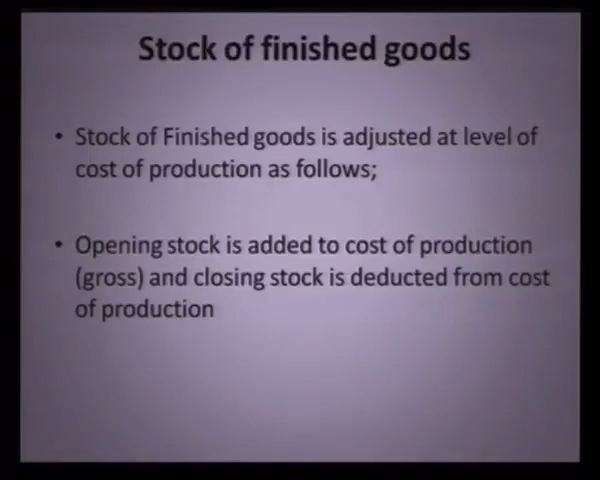 Stock of finished goods
• Stock of Finished goods is adjusted at level of
cost of production as follows;
• Opening stock is added to cost of production
(gross) and closing stock is deducted from cost
of production